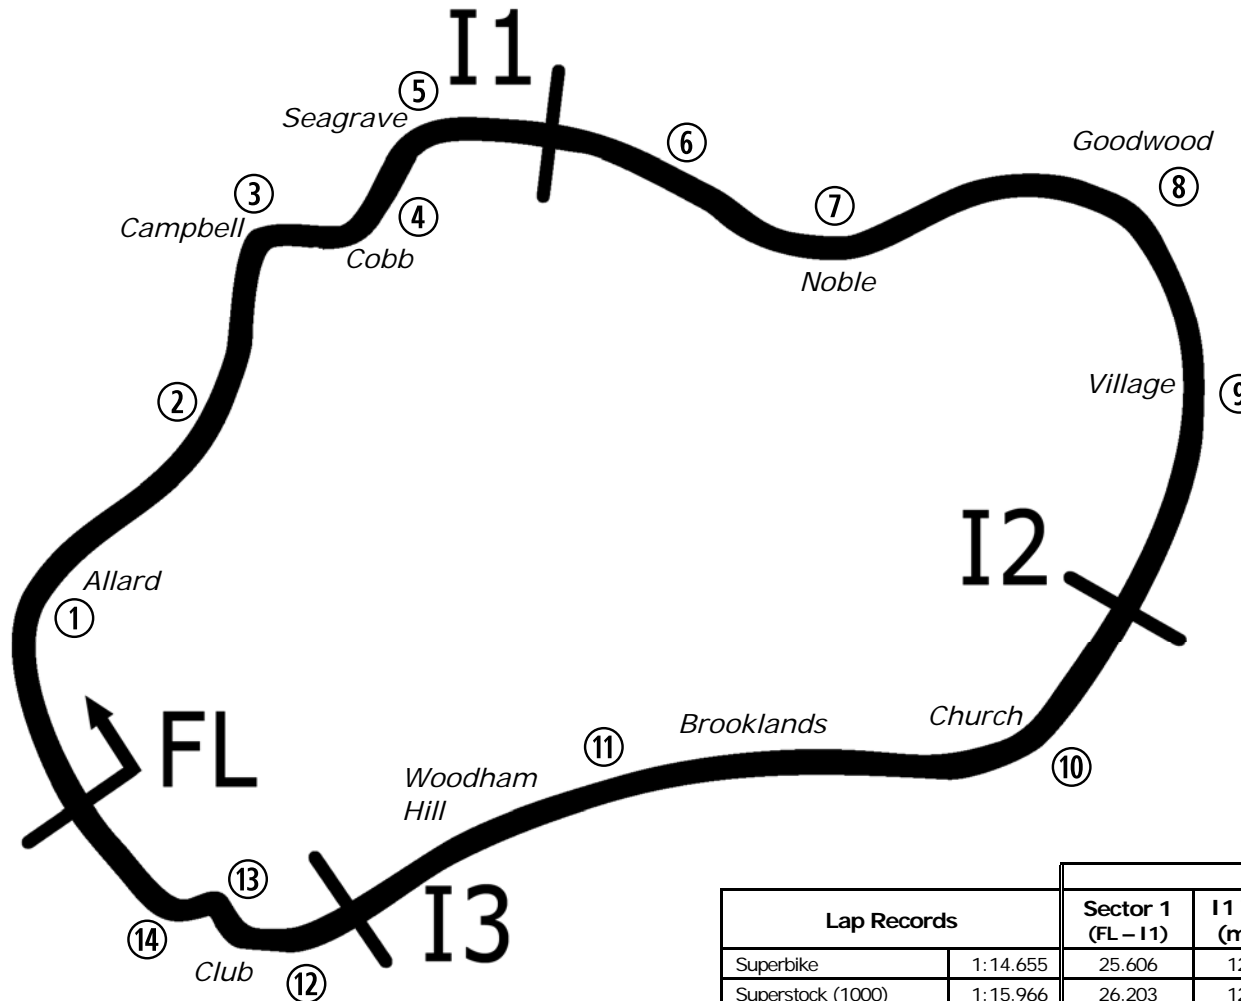 I1
⑤
Seagrave
⑥
Goodwood
③
⑧
Campbell
④
⑦
Cobb
Noble
②
Village
⑨
I2
Allard
①
FL
Church
Brooklands
⑪
⑩
Woodham
Hill
⑬
I3
⑭
Club
⑫
Lap Records Sector 1 I1
(FL – I1)
Superbike 1:14.655 25.606
Superstock (1000) 1:15.966 26.203